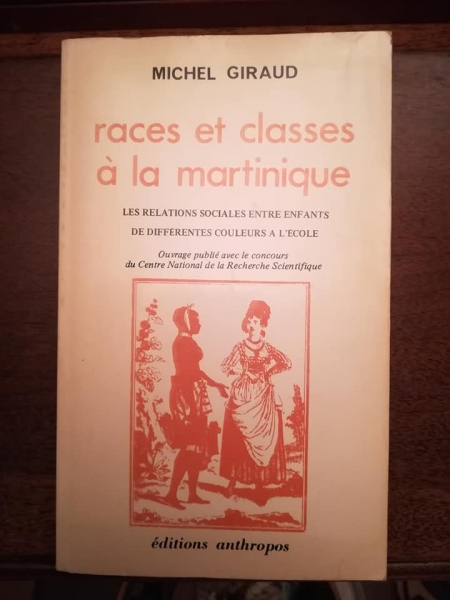 MICHEL GIRAUD
races et classes
à la martinique
LES RELATIONS SOCIALES ENTRE ENFANTS
DE DIFFERENTES COULEURS A L'ÉCOLE
Ouvrage publié avec le concours
du Centre National de la Recherche Scientifique
éditions anthropos